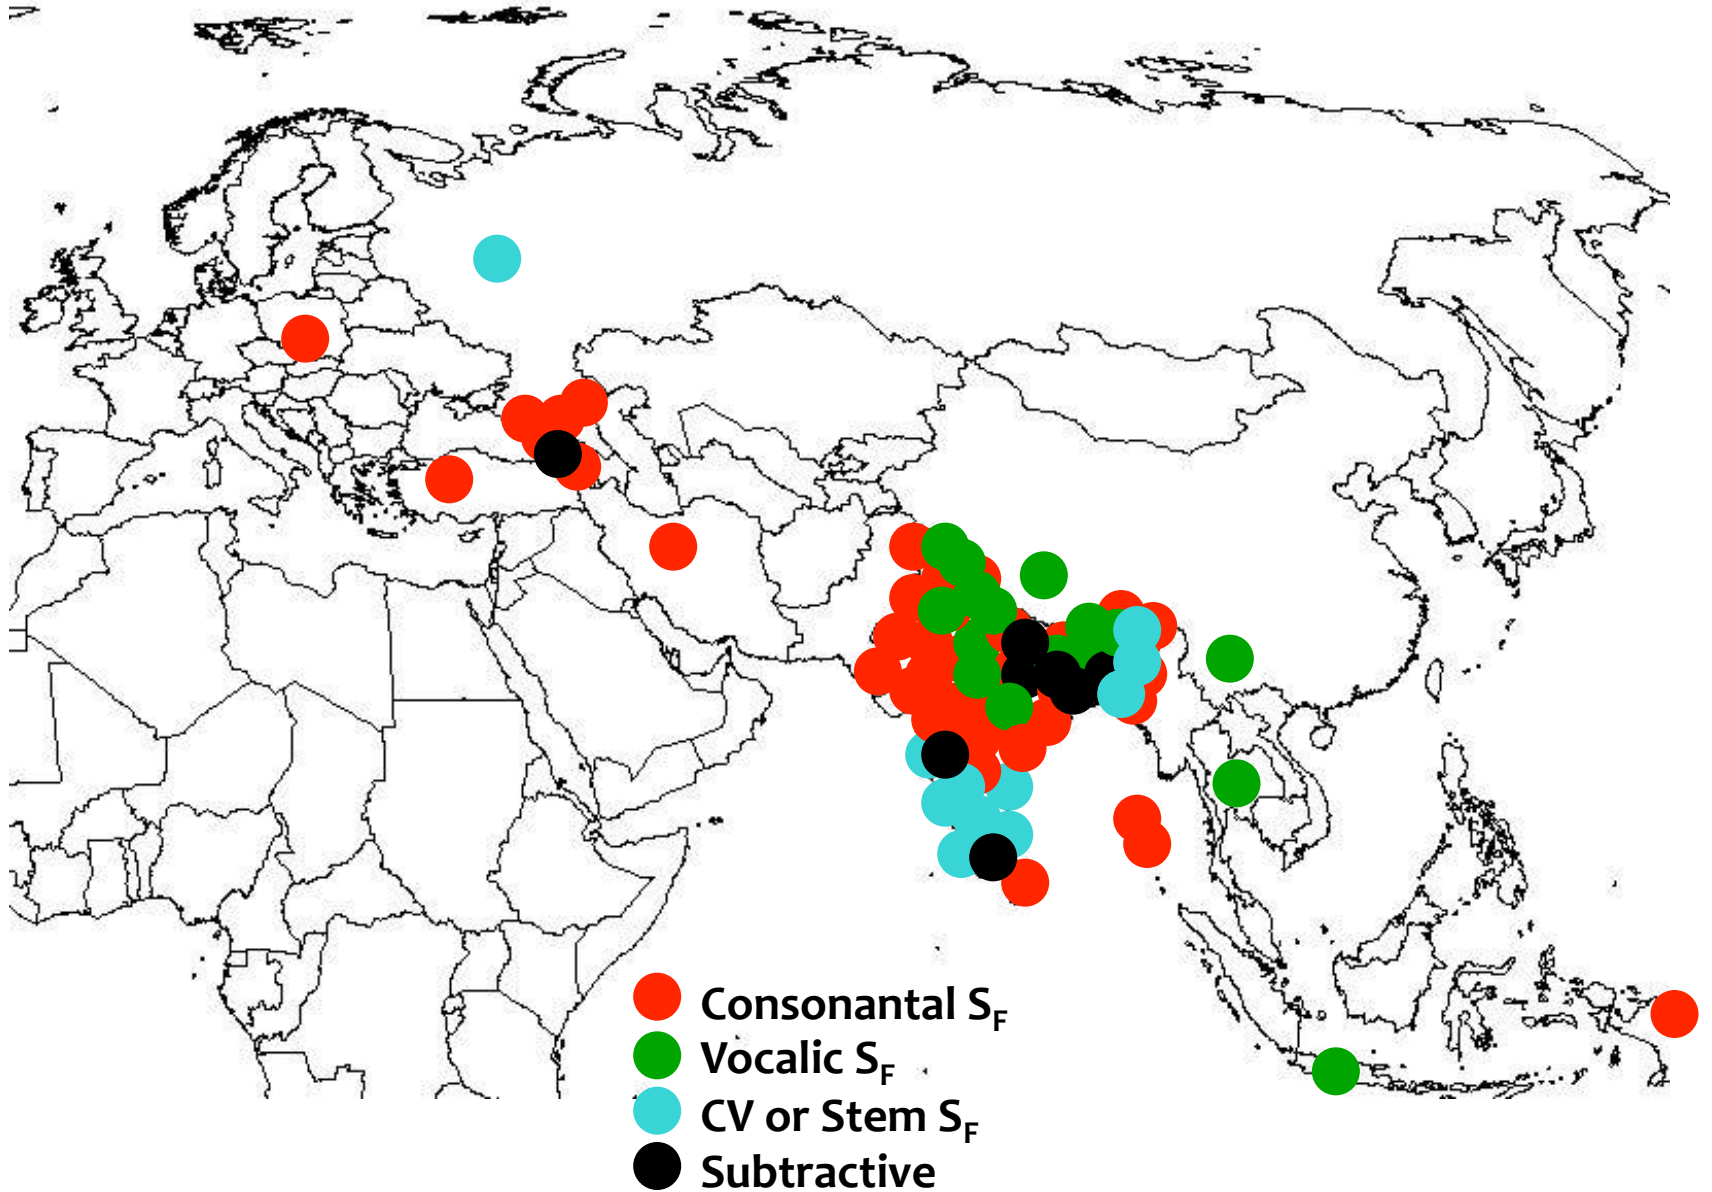 Consonantal S_F
Vocalic S_F
CV or Stem S_F
Subtractive